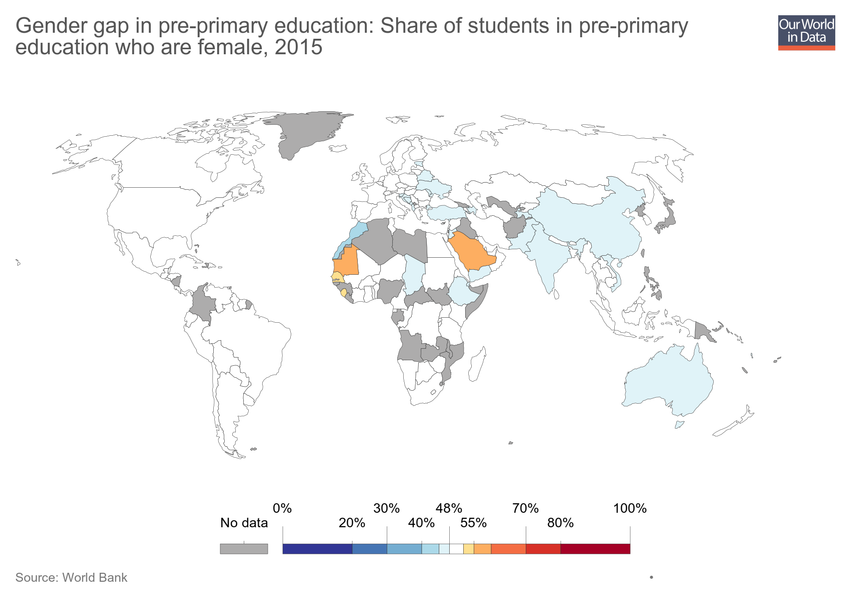 Gender gap in pre-primary education: Share of students in pre-primary
education who are female, 2015
Our World
in Data
No data
0%
20%
30%
40%
48%
55%
70%
80%
100%
Source: World Bank